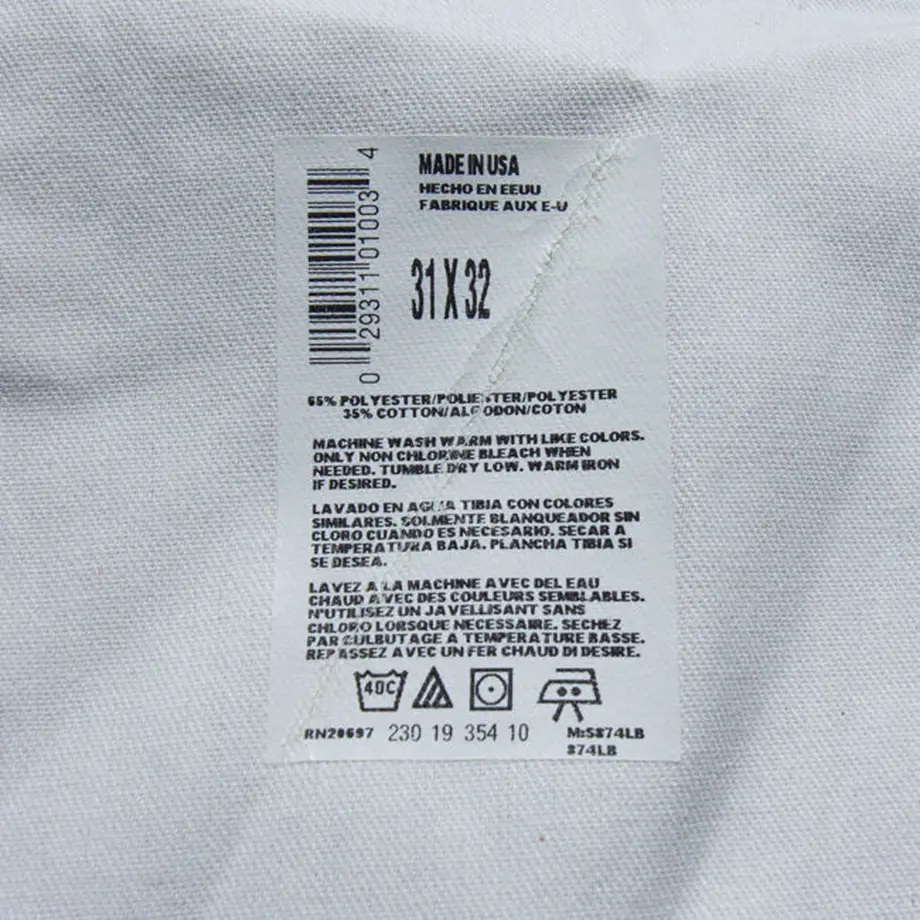 MADE IN USA
HECHO EN EEUU
FABRIQUE AUX E-U
0 29311 01003 4
31 X 32
65% POLYESTER/POLIESTER/POLYESTER
35% COTTON/ALGODON/COTON
MACHINE WASH WARM WITH LIKE COLORS.
ONLY NON CHLORINE BLEACH WHEN
NEEDED. TUMBLE DRY LOW. WARM IRON
IF DESIRED.
LAVADO EN AGUA TIBIA CON COLORES
SIMILARES. SOLMENTE BLANQUEADOR SIN
CLORO CUANDO ES NECESARIO. SECAR A
TEMPERATURA BAJA. PLANCHA TIBIA SI
SE DESEA.
LAVEZ A LA MACHINE AVEC DEL EAU
CHAUD AVEC DES COULEURS SEMBLABLES.
N'UTILISEZ UN JAVELLISANT SANS
CHLORO LORSQUE NECESSAIRE. SECHEZ
PAR CULBUTAGE A TEMPERATURE BASSE.
REPASSEZ AVEC UN FER CHAUD DI DESIRE.
40C
RN20697 230 19 354 10 M:S874LB
874LB